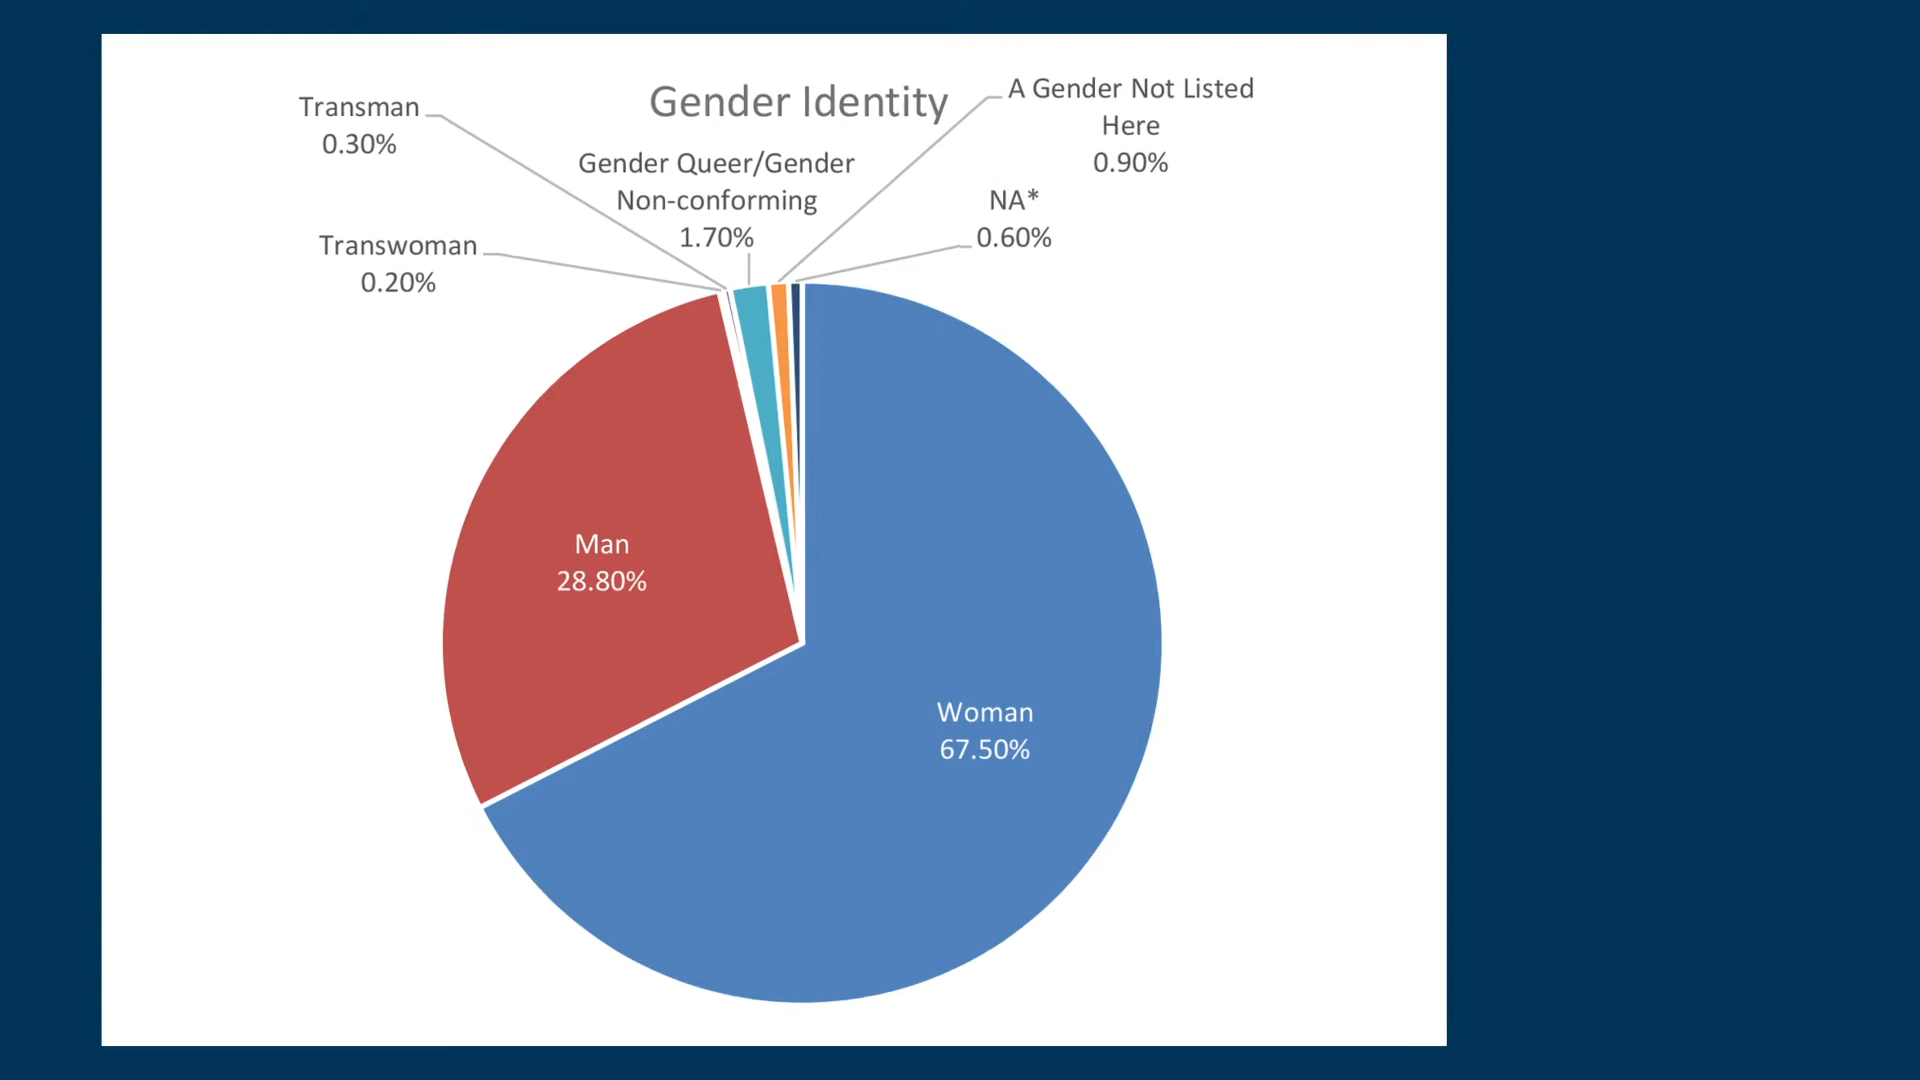 Gender Identity
Transman
0.30%
A Gender Not Listed
Here
0.90%
Gender Queer/Gender
Non-conforming
1.70%
NA*
0.60%
Transwoman
0.20%
Man
28.80%
Woman
67.50%